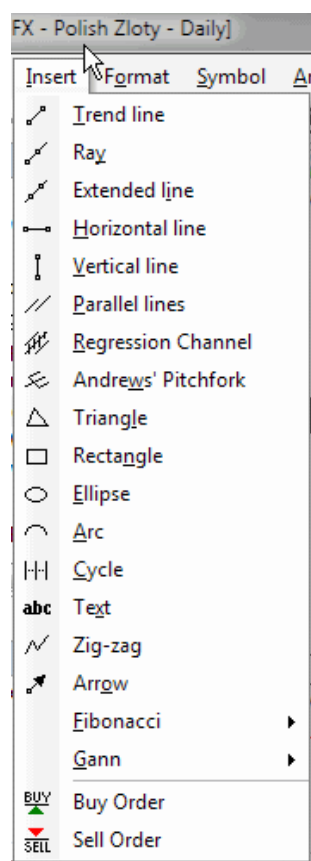 FX - Polish Zloty - Daily]
Insert Format Symbol
Trend line
Ray
Extended line
Horizontal line
Vertical line
Parallel lines
Regression Channel
Andrews' Pitchfork
Triangle
Rectangle
Ellipse
Arc
Cycle
abc Text
Zig-zag
Arrow
Fibonacci
Gann
BUY Buy Order
SELL Sell Order